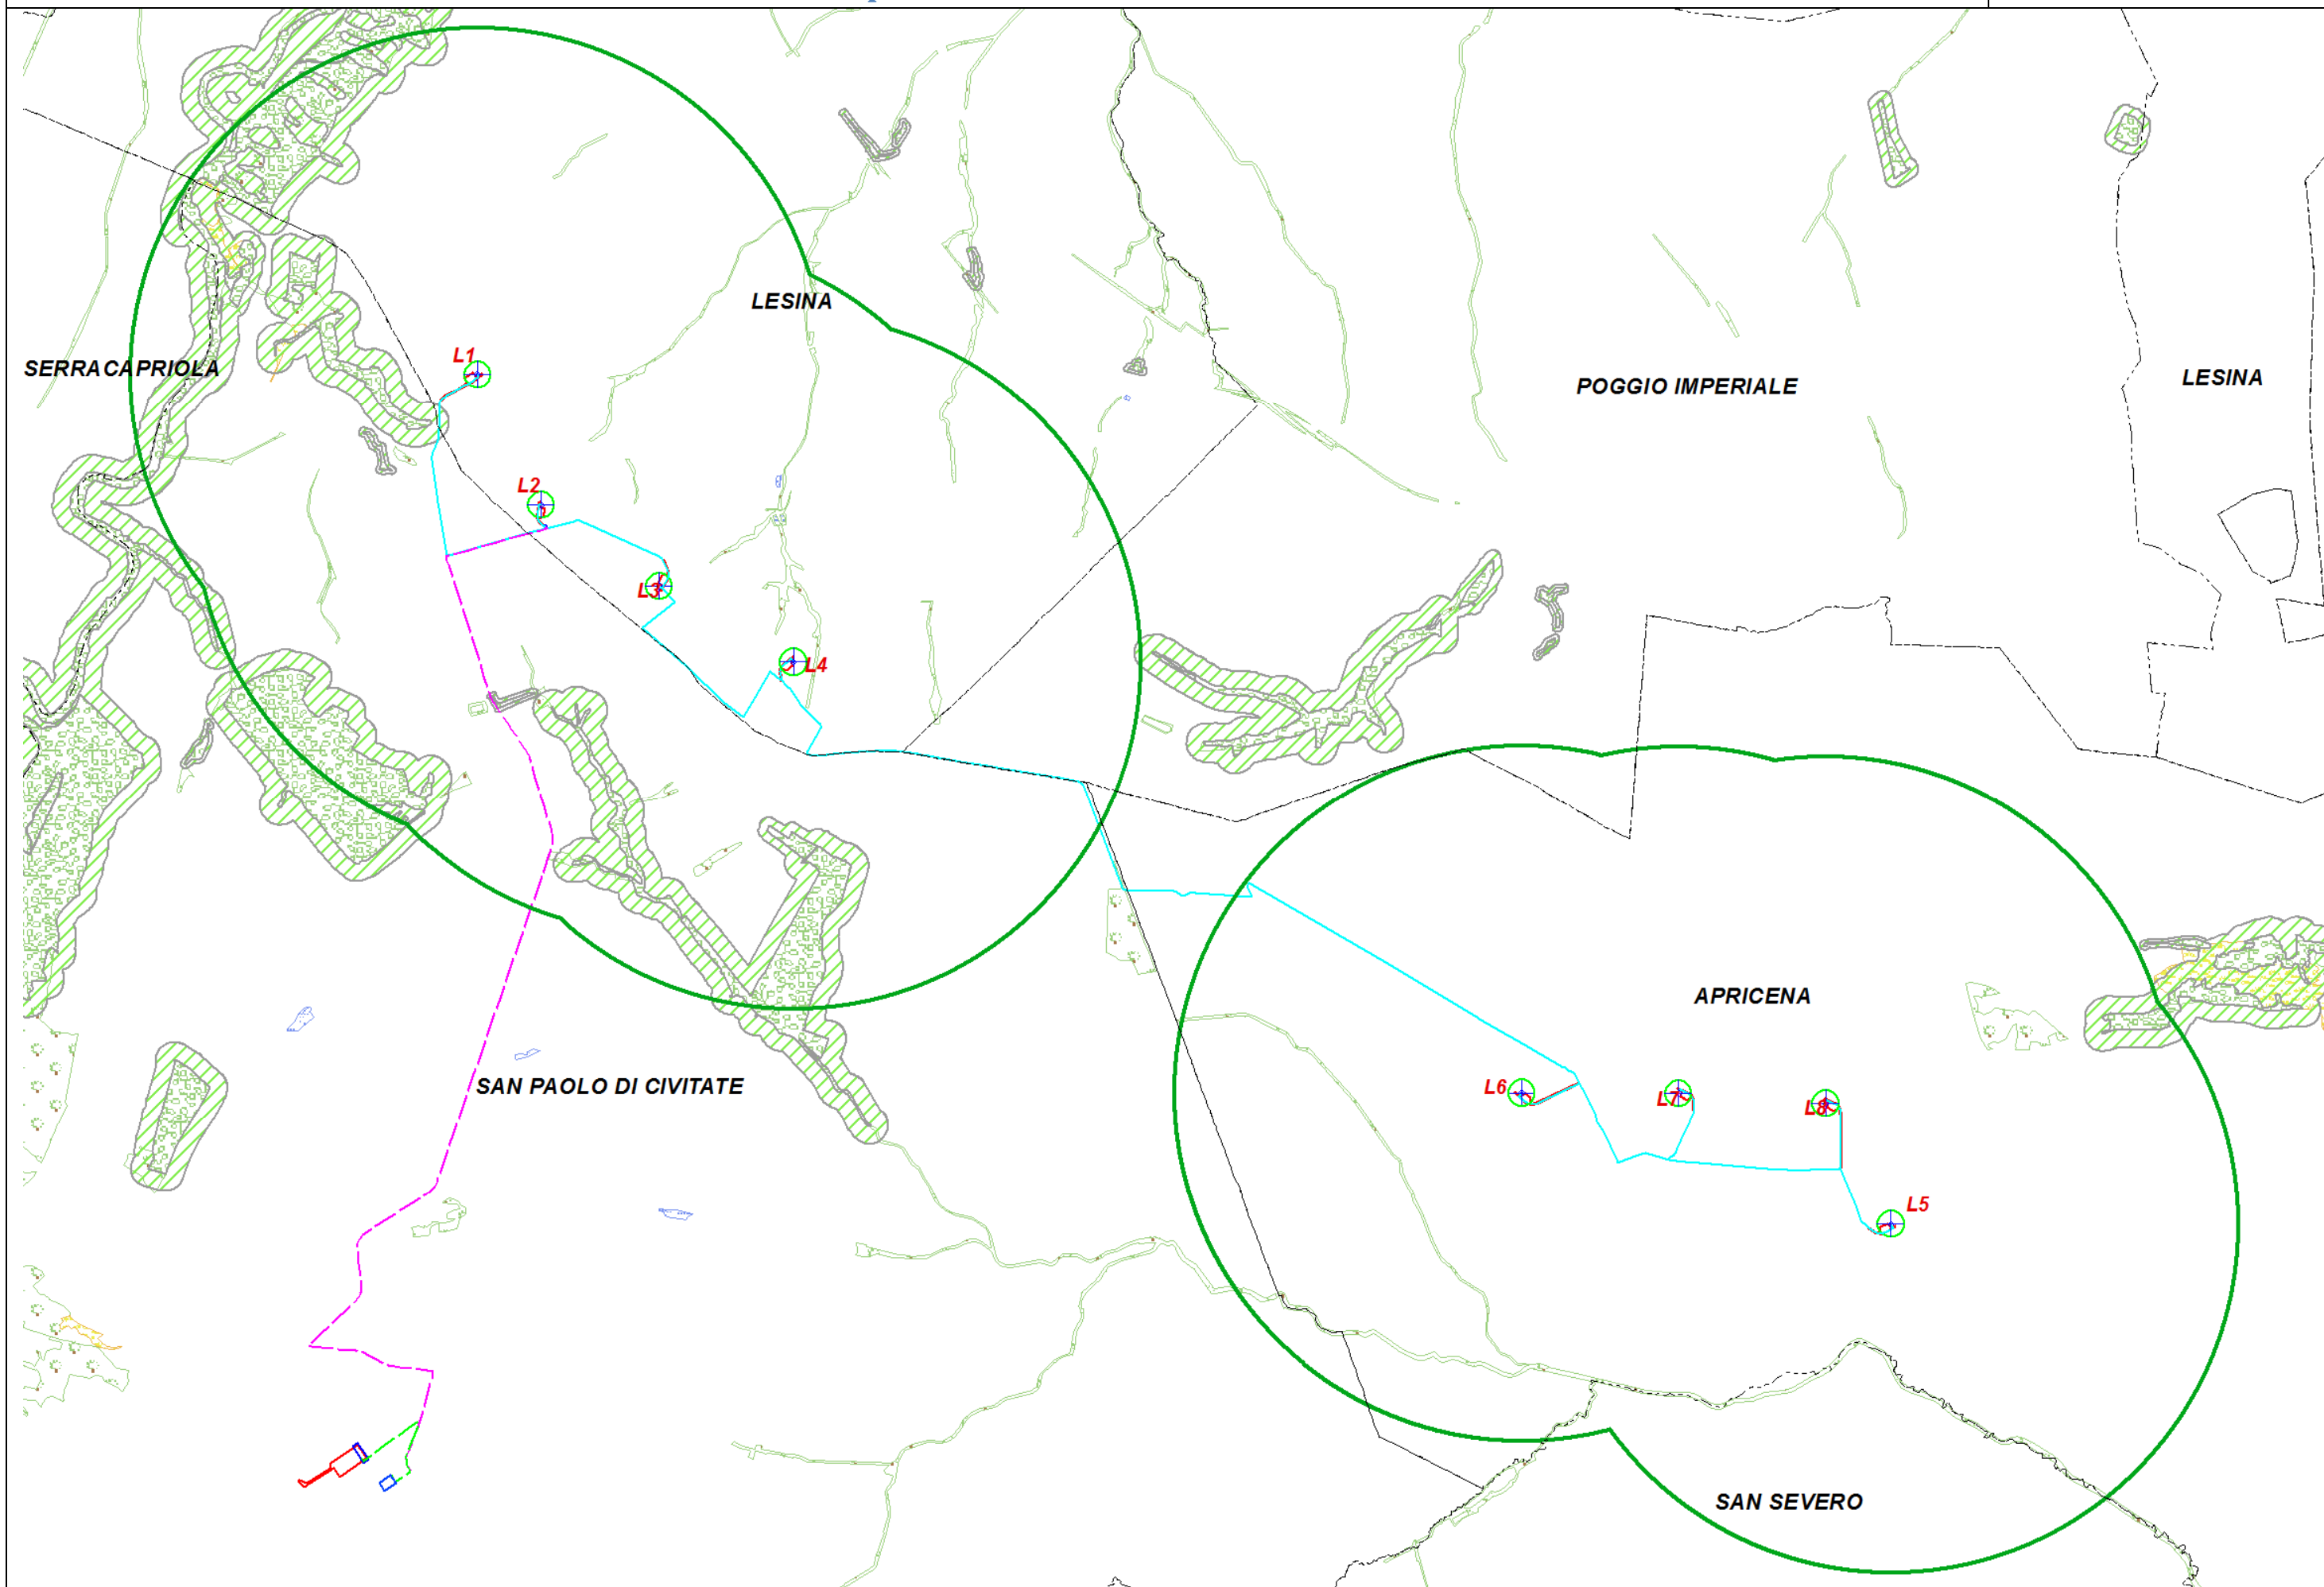 LESINA
L1
SERRACAPRIOLA
LESINA
POGGIO IMPERIALE
L2
L3
L4
APRICENA
SAN PAOLO DI CIVITATE
L6
L7
L8
L5
SAN SEVERO